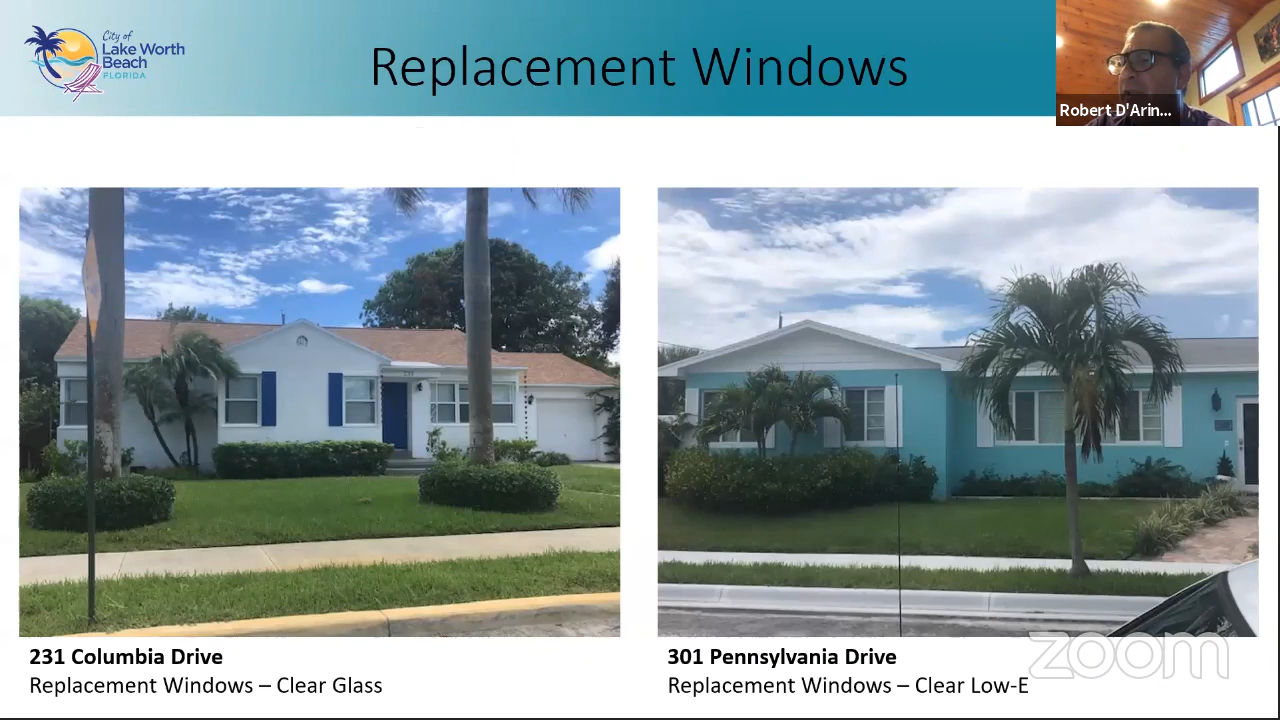 City of
Lake Worth
Beach
FLORIDA
Replacement Windows
Robert D'Arin...
231 Columbia Drive
Replacement Windows – Clear Glass
301 Pennsylvania Drive
Replacement Windows – Clear Low-E
zoom